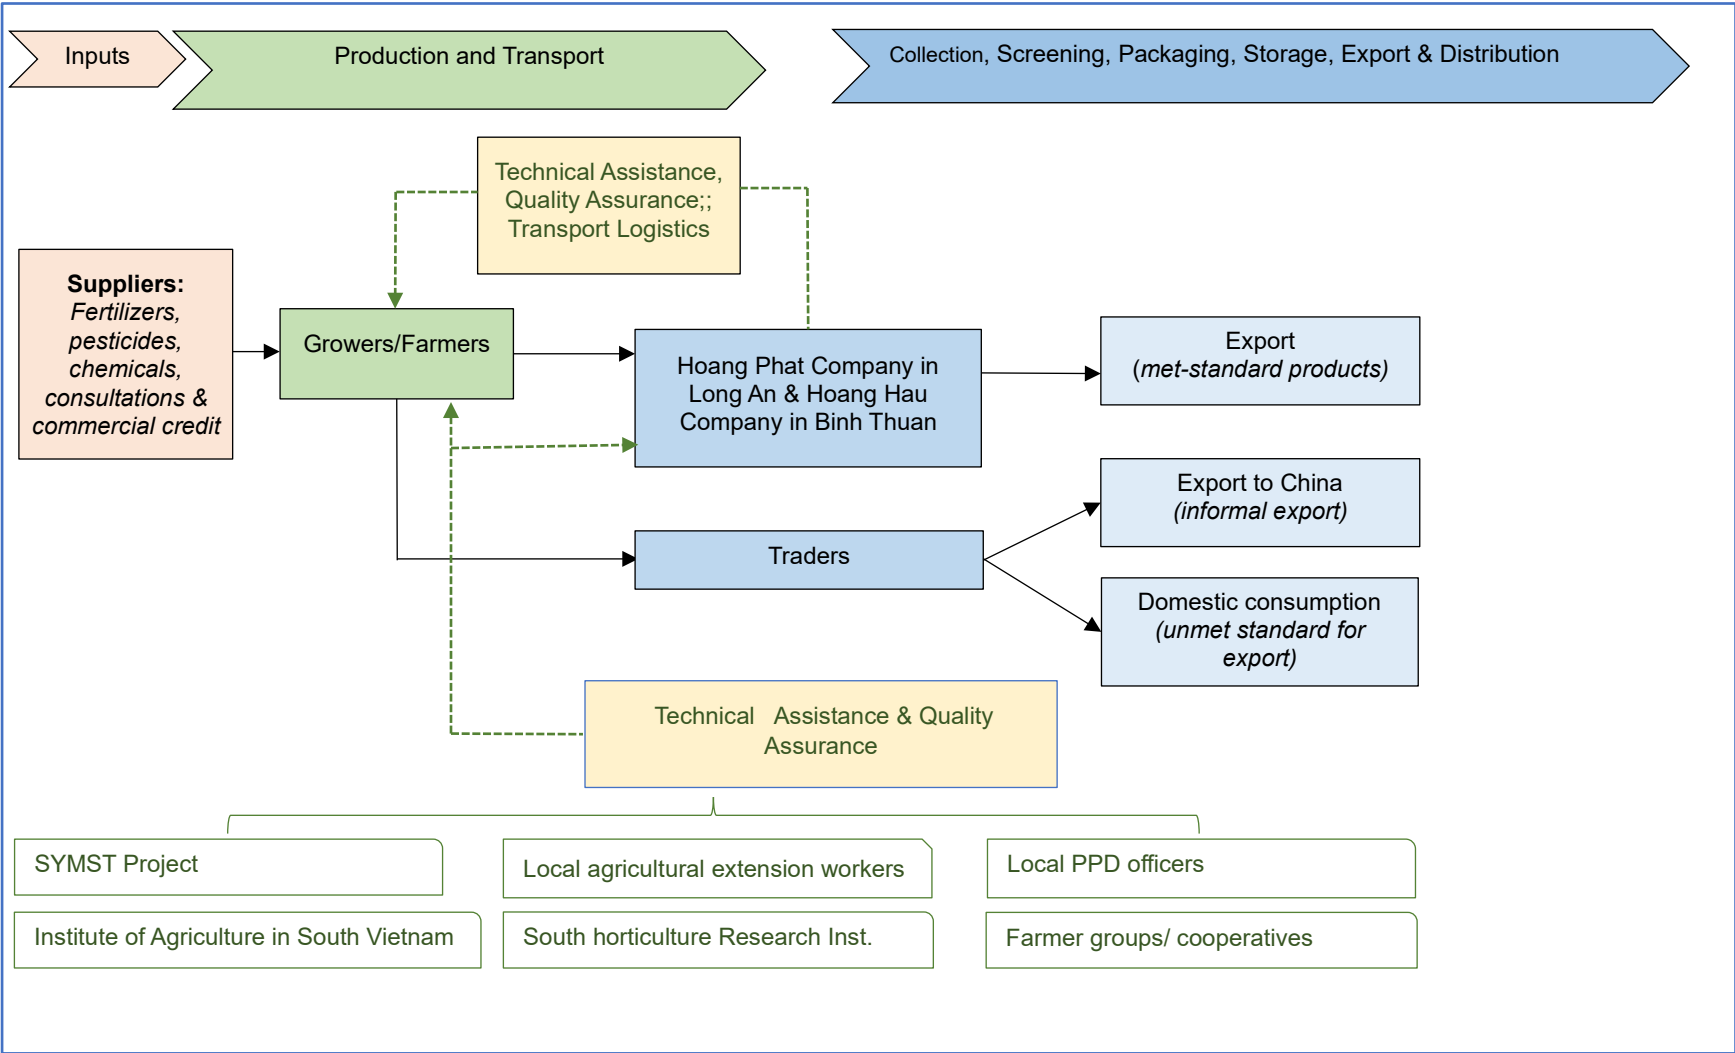 Inputs
Production and Transport
Collection, Screening, Packaging, Storage, Export & Distribution
Technical Assistance,
Quality Assurance;;
Transport Logistics
Suppliers:
Fertilizers,
pesticides,
chemicals,
consultations &
commercial credit
Growers/Farmers
Hoang Phat Company in
Long An & Hoang Hau
Company in Binh Thuan
Export
(met-standard products)
Export to China
(informal export)
Traders
Domestic consumption
(unmet standard for
export)
Technical Assistance & Quality
Assurance
SYMST Project
Local agricultural extension workers
Local PPD officers
Institute of Agriculture in South Vietnam
South horticulture Research Inst.
Farmer groups/ cooperatives